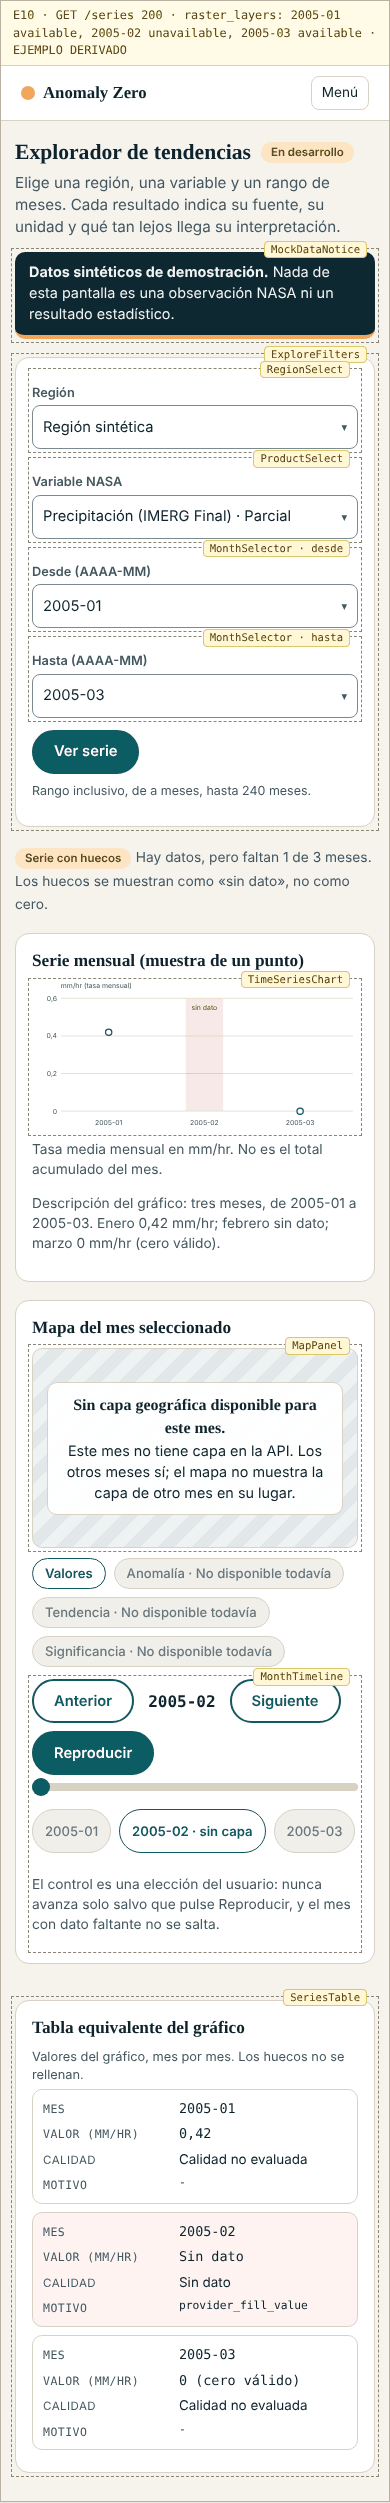 E10 · GET /series 200 · raster_layers: 2005-01
available, 2005-02 unavailable, 2005-03 available ·
EJEMPLO DERIVADO
Anomaly Zero
Menú
Explorador de tendencias
En desarrollo
Elige una región, una variable y un rango de
meses. Cada resultado indica su fuente, su
unidad y qué tan lejos llega su interpretación.
MockDataNotice
Datos sintéticos de demostración. Nada de
esta pantalla es una observación NASA ni un
resultado estadístico.
ExploreFilters
RegionSelect
Región
Región sintética
ProductSelect
Variable NASA
Precipitación (IMERG Final) · Parcial
MonthSelector · desde
Desde (AAAA-MM)
2005-01
MonthSelector · hasta
Hasta (AAAA-MM)
2005-03
Ver serie
Rango inclusivo, de a meses, hasta 240 meses.
Serie con huecos
Hay datos, pero faltan 1 de 3 meses.
Los huecos se muestran como «sin dato», no como
cero.
Serie mensual (muestra de un punto)
TimeSeriesChart
mm/hr (tasa mensual)
0,6
sin dato
0,4
0,2
0
2005-01
2005-02
2005-03
Tasa media mensual en mm/hr. No es el total
acumulado del mes.
Descripción del gráfico: tres meses, de 2005-01 a
2005-03. Enero 0,42 mm/hr; febrero sin dato;
marzo 0 mm/hr (cero válido).
Mapa del mes seleccionado
MapPanel
Sin capa geográfica disponible para
este mes.
Este mes no tiene capa en la API. Los
otros meses sí; el mapa no muestra la
capa de otro mes en su lugar.
Valores
Anomalía · No disponible todavía
Tendencia · No disponible todavía
Significancia · No disponible todavía
MonthTimeline
Anterior
2005-02
Siguiente
Reproducir
2005-01
2005-02 · sin capa
2005-03
El control es una elección del usuario: nunca
avanza solo salvo que pulse Reproducir, y el mes
con dato faltante no se salta.
SeriesTable
Tabla equivalente del gráfico
Valores del gráfico, mes por mes. Los huecos no se
rellenan.
MES 2005-01
VALOR (MM/HR) 0,42
CALIDAD Calidad no evaluada
MOTIVO -
MES 2005-02
VALOR (MM/HR) Sin dato
CALIDAD Sin dato
MOTIVO provider_fill_value
MES 2005-03
VALOR (MM/HR) 0 (cero válido)
CALIDAD Calidad no evaluada
MOTIVO -